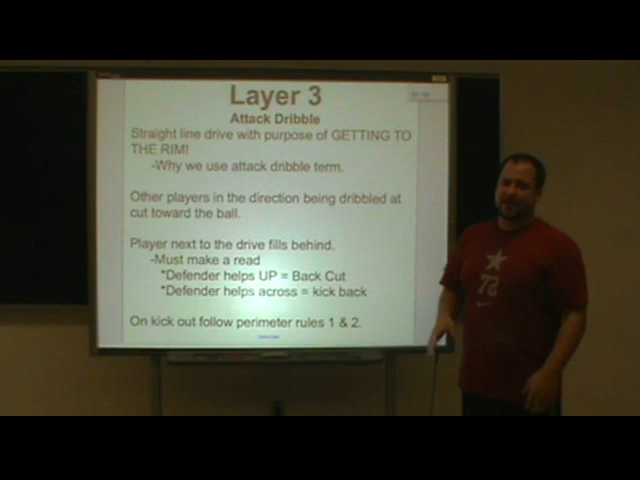 Layer 3
Attack Dribble
Straight line drive with purpose of GETTING TO
THE RIM!
-Why we use attack dribble term.
Other players in the direction being dribbled at
cut toward the ball.
Player next to the drive fills behind.
-Must make a read
*Defender helps UP = Back Cut
*Defender helps across = kick back
On kick out follow perimeter rules 1 & 2.
72